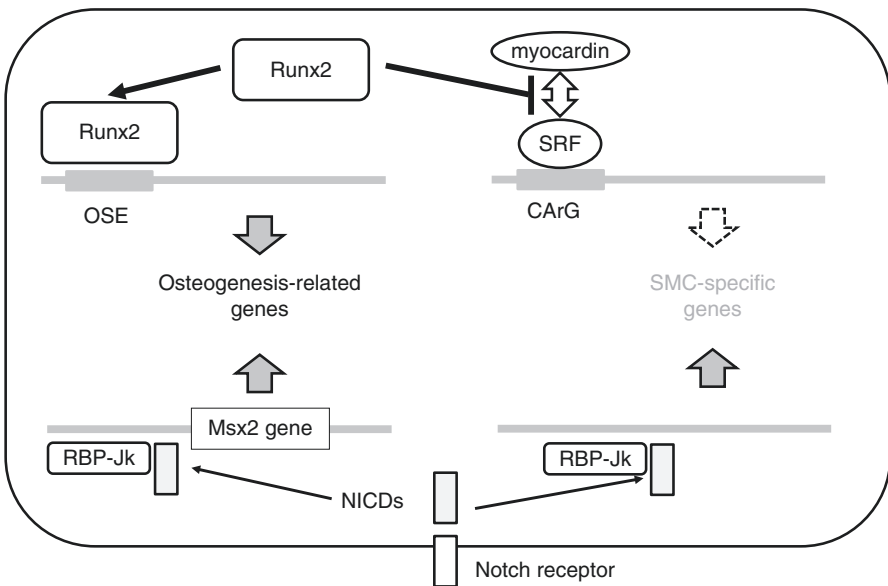 myocardin
Runx2
Runx2
SRF
OSE
CArG
Osteogenesis-related
genes
SMC-specific
genes
Msx2 gene
RBP-Jk
RBP-Jk
NICDs
Notch receptor